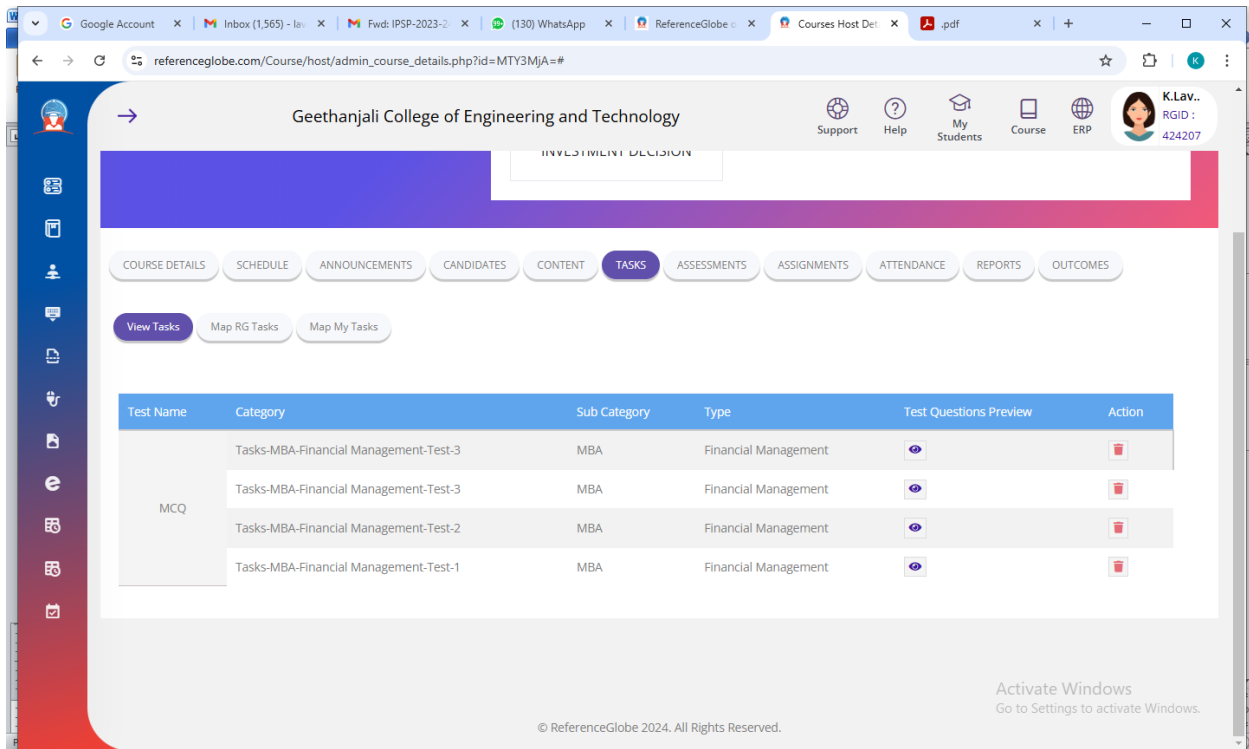 Google Account
Inbox (1,565) - lav
Fwd: IPSP-2023-2
(130) WhatsApp
ReferenceGlobe
Courses Host Det
.pdf
referenceglobe.com/Course/host/admin_course_details.php?id=MTY3MjA=#
K
Geethanjali College of Engineering and Technology
Support
Help
My
Students
Course
ERP
K.Lav..
RGID :
424207
INVESTMENT DECISION
COURSE DETAILS SCHEDULE ANNOUNCEMENTS CANDIDATES CONTENT TASKS ASSESSMENTS ASSIGNMENTS ATTENDANCE REPORTS OUTCOMES
View Tasks Map RG Tasks Map My Tasks
Test Name Category Sub Category Type Test Questions Preview Action
Tasks-MBA-Financial Management-Test-3 MBA Financial Management
Tasks-MBA-Financial Management-Test-3 MBA Financial Management
MCQ
Tasks-MBA-Financial Management-Test-2 MBA Financial Management
Tasks-MBA-Financial Management-Test-1 MBA Financial Management
Activate Windows
Go to Settings to activate Windows.
© ReferenceGlobe 2024. All Rights Reserved.